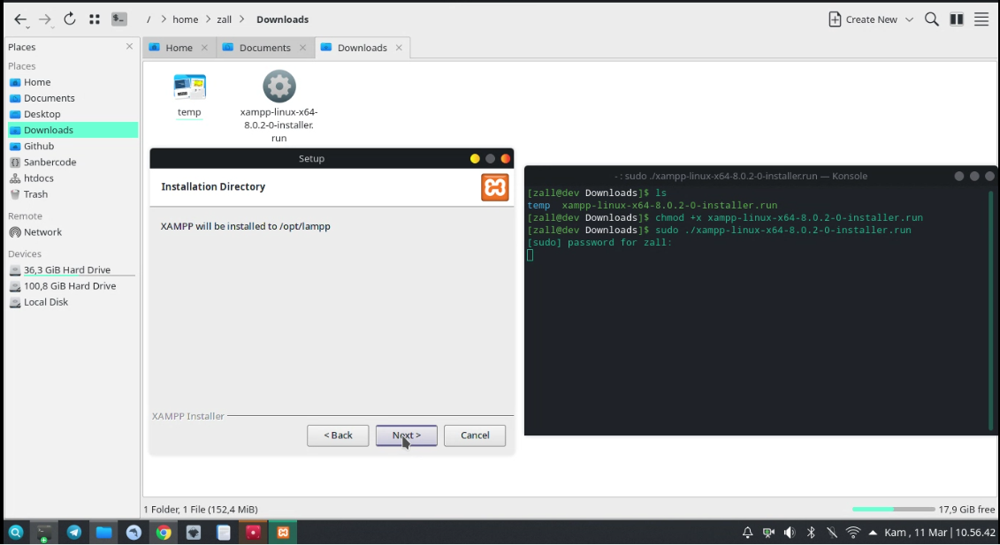 / > home > zall > Downloads
Create New
Places
Home
Documents
Downloads
Places
Home
Documents
Desktop
Downloads
Github
Sanbercode
htdocs
Trash
Remote
Network
Devices
36,3 GiB Hard Drive
100,8 GiB Hard Drive
Local Disk
temp
xampp-linux-x64-
8.0.2-0-installer.
run
Setup
Installation Directory
XAMPP will be installed to /opt/lampp
XAMPP Installer
< Back
Next >
Cancel
- : sudo ./xampp-linux-x64-8.0.2-0-installer.run — Konsole
[zall@dev Downloads]$ ls
temp xampp-linux-x64-8.0.2-0-installer.run
[zall@dev Downloads]$ chmod +x xampp-linux-x64-8.0.2-0-installer.run
[zall@dev Downloads]$ sudo ./xampp-linux-x64-8.0.2-0-installer.run
[sudo] password for zall:
1 Folder, 1 File (152,4 MiB)
17,9 GiB free
Kam , 11 Mar | 10.56.42